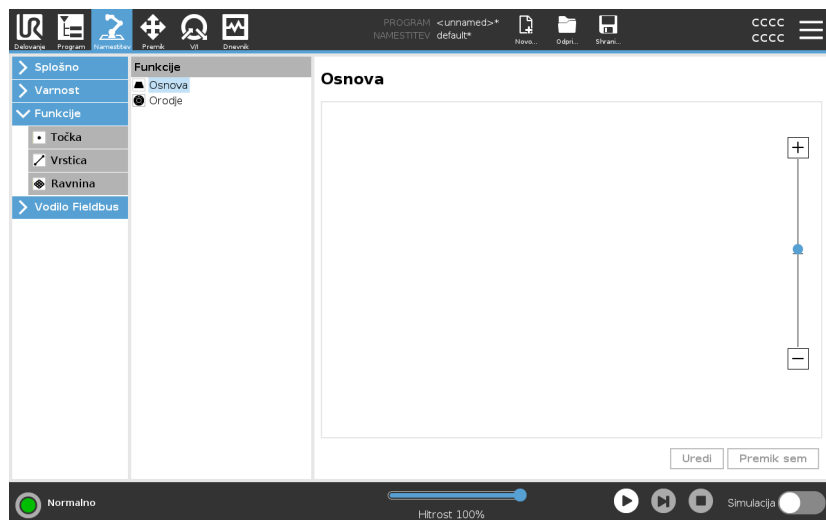 PROGRAM <unnamed>*
NAMESTITEV default*
cccc
cccc
Delovanje Program Namestitev Premik V/I Dnevnik Novo... Odpri... Shrani...
Splošno
Varnost
Funkcije
Točka
Vrstica
Ravnina
Vodilo Fieldbus
Funkcije
Osnova
Orodje
Osnova
Uredi Premik sem
Normalno
Hitrost 100%
Simulacija